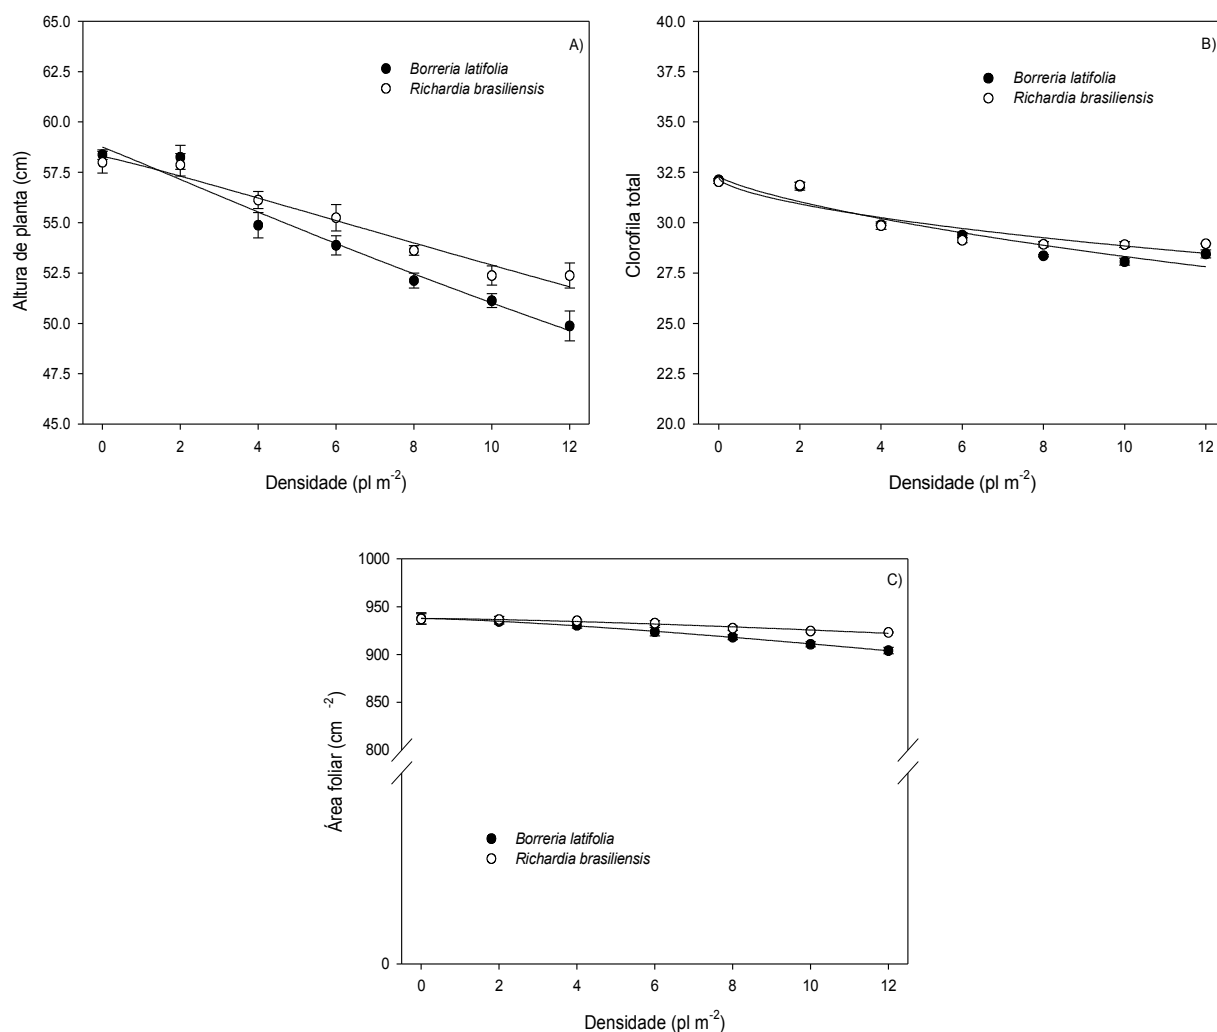 A)
Borreria latifolia
Richardia brasiliensis
Altura de planta (cm)
65.0
62.5
60.0
57.5
55.0
52.5
50.0
47.5
45.0
0 2 4 6 8 10 12
Densidade (pl m⁻²)
B)
Borreria latifolia
Richardia brasiliensis
Clorofila total
40.0
37.5
35.0
32.5
30.0
27.5
25.0
22.5
20.0
0 2 4 6 8 10 12
Densidade (pl m⁻²)
C)
Área foliar (cm ⁻²)
1000
950
900
850
800
0
Borreria latifolia
Richardia brasiliensis
0 2 4 6 8 10 12
Densidade (pl m⁻²)